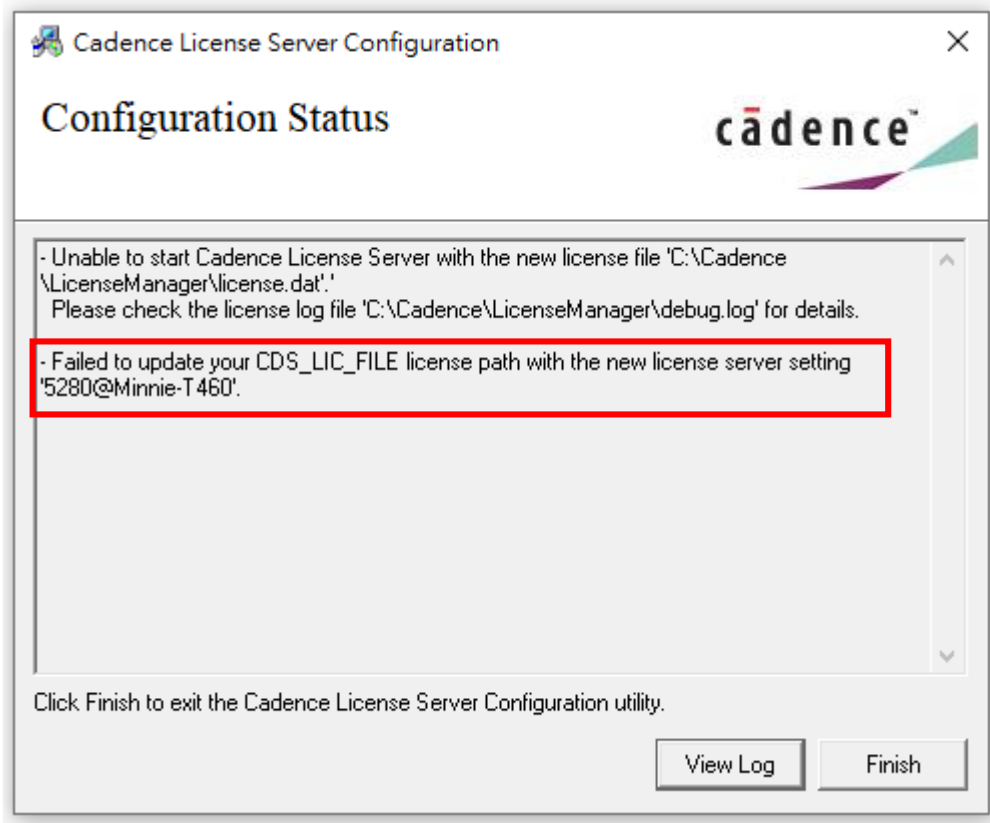 Cadence License Server Configuration
Configuration Status
cādence™
- Unable to start Cadence License Server with the new license file 'C:\Cadence
\LicenseManager\license.dat'.'
Please check the license log file 'C:\Cadence\LicenseManager\debug.log' for details.
- Failed to update your CDS_LIC_FILE license path with the new license server setting
'5280@Minnie-T460'.
Click Finish to exit the Cadence License Server Configuration utility.
View Log
Finish